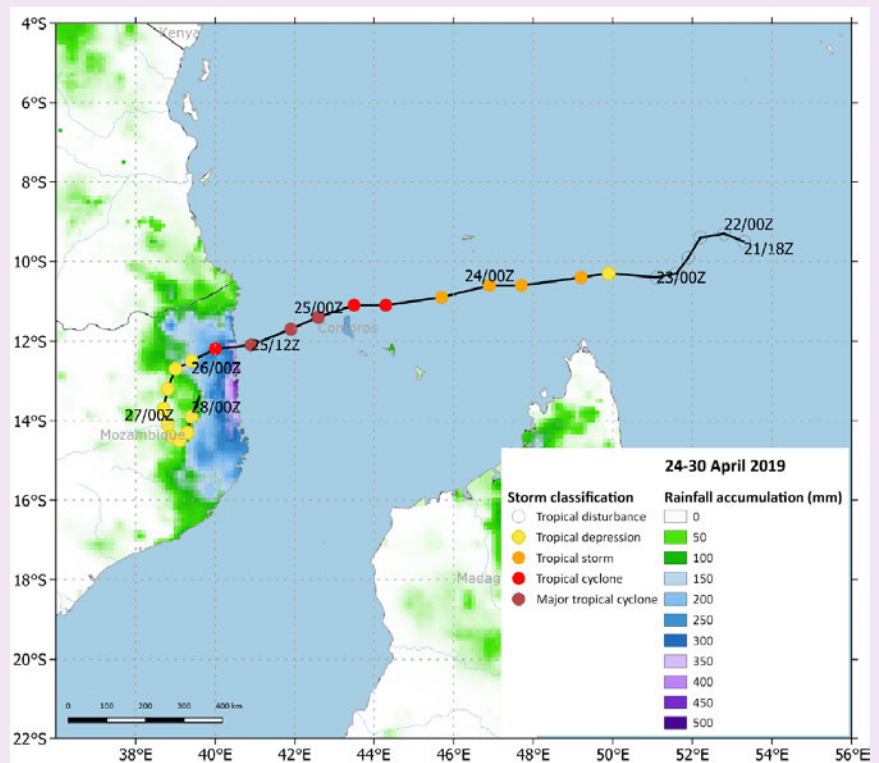 4°S
6°S
8°S
10°S
12°S
14°S
16°S
18°S
20°S
22°S
Kenya
22/00Z
21/18Z
24/00Z
23/00Z
25/00Z
Comoros
25/12Z
26/00Z
28/00Z
27/00Z
Mozambique
Madag
24-30 April 2019
Storm classification
Tropical disturbance
Tropical depression
Tropical storm
Tropical cyclone
Major tropical cyclone
Rainfall accumulation (mm)
0
50
100
150
200
250
300
350
400
450
500
0 100 200 300 400 km
38°E 40°E 42°E 44°E 46°E 48°E 50°E 52°E 54°E 56°E